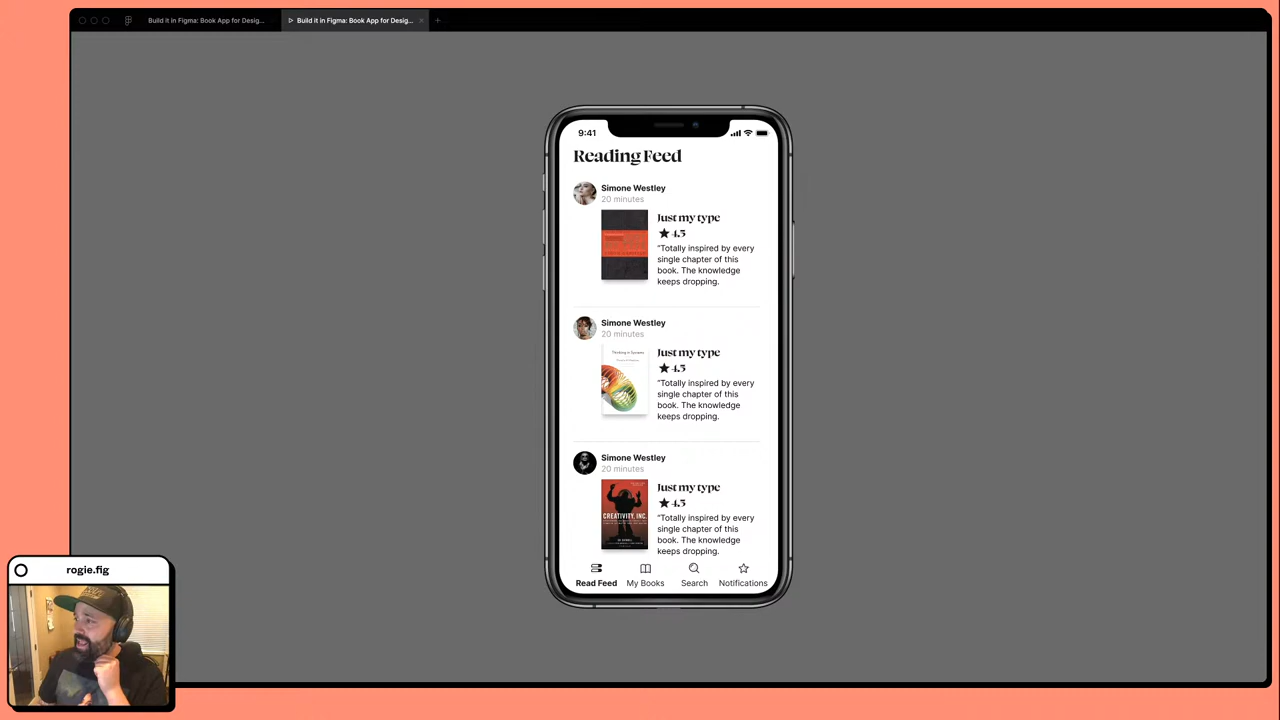 Build it in Figma: Book App for Desig...
Build it in Figma: Book App for Desig...
9:41
Reading Feed
Simone Westley
20 minutes
Just my type
4.5
"Totally inspired by every
single chapter of this
book. The knowledge
keeps dropping.
Simone Westley
20 minutes
Thinking in Systems
Just my type
4.5
"Totally inspired by every
single chapter of this
book. The knowledge
keeps dropping.
Simone Westley
20 minutes
CREATIVITY, INC.
Just my type
4.5
"Totally inspired by every
single chapter of this
book. The knowledge
keeps dropping.
Read Feed
My Books
Search
Notifications
rogie.fig